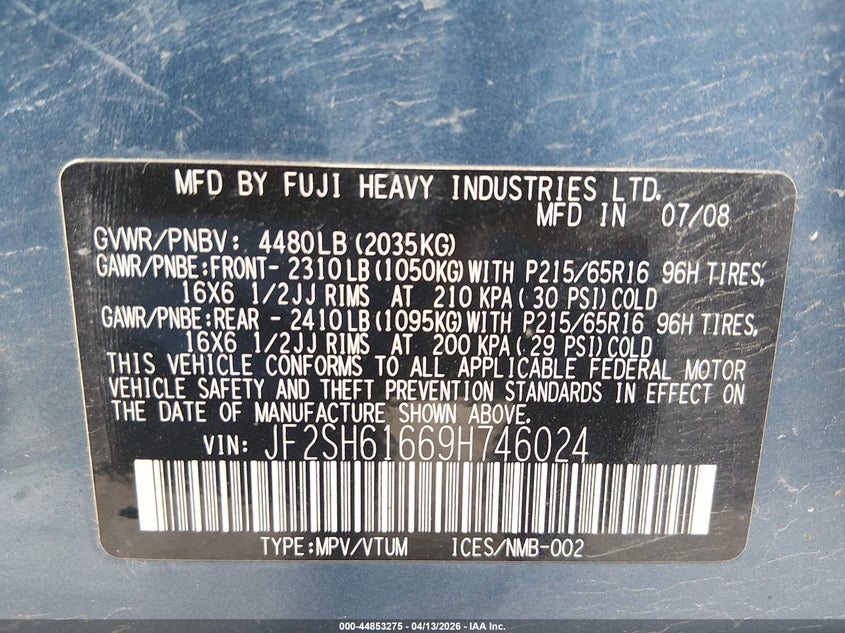 MFD BY FUJI HEAVY INDUSTRIES LTD.
MFD IN 07/08
GVWR/PNBV: 4480LB(2035KG)
GAWR/PNBE:FRONT- 2310LB(1050KG)WITH P215/65R16 96H TIRES,
16X6 1/2JJ RIMS AT 210 KPA( 30 PSI)COLD
GAWR/PNBE:REAR - 2410LB(1095KG)WITH P215/65R16 96H TIRES,
16X6 1/2JJ RIMS AT 200 KPA( 29 PSI)COLD
THIS VEHICLE CONFORMS TO ALL APPLICABLE FEDERAL MOTOR
VEHICLE SAFETY AND THEFT PREVENTION STANDARDS IN EFFECT ON
THE DATE OF MANUFACTURE SHOWN ABOVE.
VIN: JF2SH61669H746024
TYPE:MPV/VTUM ICES/NMB-002
000-44853275 - 04/13/2026 - IAA Inc.